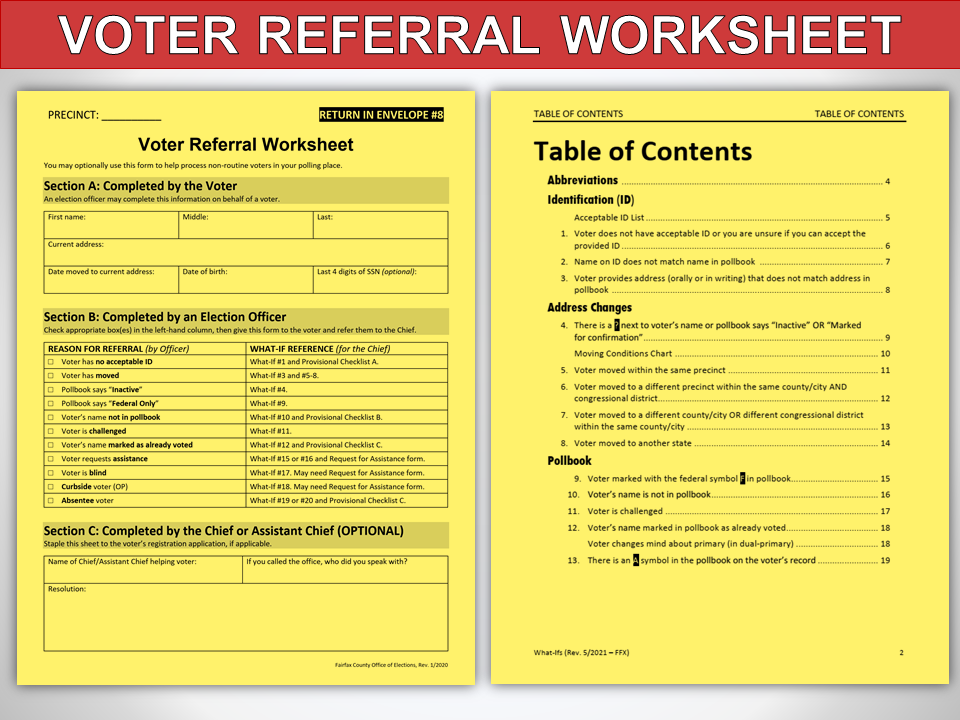 VOTER REFERRAL WORKSHEET
PRECINCT: __________ RETURN IN ENVELOPE #8
Voter Referral Worksheet
You may optionally use this form to help process non-routine voters in your polling place.
Section A: Completed by the Voter
An election officer may complete this information on behalf of a voter.
First name: Middle: Last:
Current address:
Date moved to current address: Date of birth: Last 4 digits of SSN (optional):
Section B: Completed by an Election Officer
Check appropriate box(es) in the left-hand column, then give this form to the voter and refer them to the Chief.
REASON FOR REFERRAL (by Officer) WHAT-IF REFERENCE (for the Chief)
☐ Voter has no acceptable ID What-If #1 and Provisional Checklist A.
☐ Voter has moved What-If #3 and #5-8.
☐ Pollbook says "Inactive" What-If #4.
☐ Pollbook says "Federal Only" What-If #9.
☐ Voter's name not in pollbook What-If #10 and Provisional Checklist B.
☐ Voter is challenged What-If #11.
☐ Voter's name marked as already voted What-If #12 and Provisional Checklist C.
☐ Voter requests assistance What-If #15 or #16 and Request for Assistance form.
☐ Voter is blind What-If #17. May need Request for Assistance form.
☐ Curbside voter (OP) What-If #18. May need Request for Assistance form.
☐ Absentee voter What-If #19 or #20 and Provisional Checklist C.
Section C: Completed by the Chief or Assistant Chief (OPTIONAL)
Staple this sheet to the voter's registration application, if applicable.
Name of Chief/Assistant Chief helping voter: If you called the office, who did you speak with?
Resolution:
Fairfax County Office of Elections, Rev. 1/2020
TABLE OF CONTENTS TABLE OF CONTENTS
Table of Contents
Abbreviations ........ 4
Identification (ID)
Acceptable ID List ........ 5
1. Voter does not have acceptable ID or you are unsure if you can accept the
provided ID ........ 6
2. Name on ID does not match name in pollbook ........ 7
3. Voter provides address (orally or in writing) that does not match address in
pollbook ........ 8
Address Changes
4. There is a ? next to voter's name or pollbook says "Inactive" OR "Marked
for confirmation" ........ 9
Moving Conditions Chart ........ 10
5. Voter moved within the same precinct ........ 11
6. Voter moved to a different precinct within the same county/city AND
congressional district ........ 12
7. Voter moved to a different county/city OR different congressional district
within the same county/city ........ 13
8. Voter moved to another state ........ 14
Pollbook
9. Voter marked with the federal symbol F in pollbook ........ 15
10. Voter's name is not in pollbook ........ 16
11. Voter is challenged ........ 17
12. Voter's name marked in pollbook as already voted ........ 18
Voter changes mind about primary (in dual-primary) ........ 18
13. There is an A symbol in the pollbook on the voter's record ........ 19
What-Ifs (Rev. 5/2021 – FFX) 2